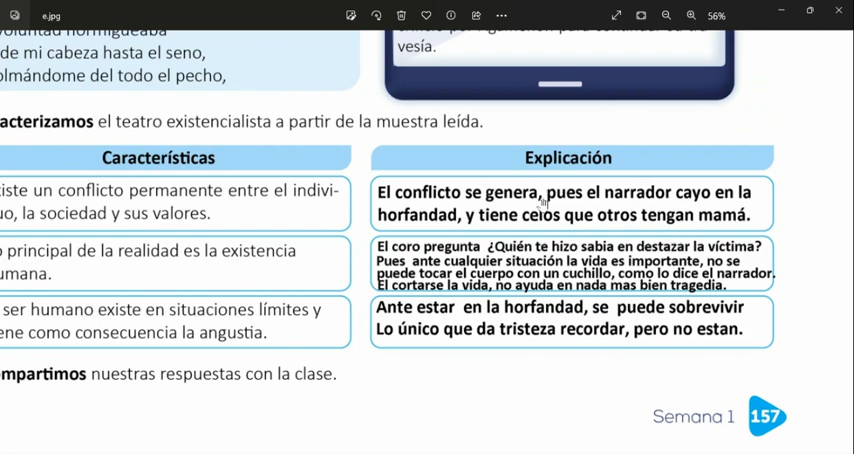 e.jpg
56%
voluntad hormigueaba
de mi cabeza hasta el seno,
olmándome del todo el pecho,
vesía.
acterizamos el teatro existencialista a partir de la muestra leída.
Características
Explicación
iste un conflicto permanente entre el indivi-
uo, la sociedad y sus valores.
El conflicto se genera, pues el narrador cayo en la
horfandad, y tiene celos que otros tengan mamá.
o principal de la realidad es la existencia
umana.
El coro pregunta ¿Quién te hizo sabia en destazar la víctima?
Pues ante cualquier situación la vida es importante, no se
puede tocar el cuerpo con un cuchillo, como lo dice el narrador.
El cortarse la vida, no ayuda en nada mas bien tragedia.
ser humano existe en situaciones límites y
ene como consecuencia la angustia.
Ante estar en la horfandad, se puede sobrevivir
Lo único que da tristeza recordar, pero no estan.
mpartimos nuestras respuestas con la clase.
Semana 1 157